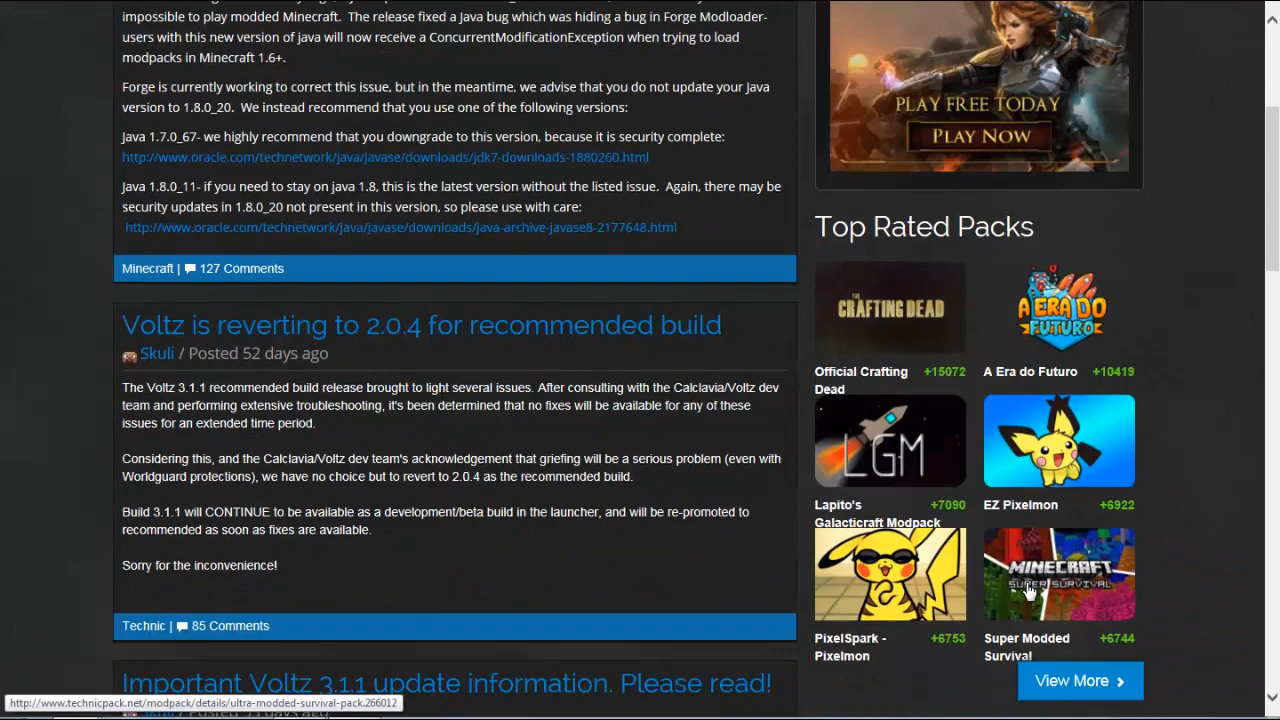 impossible to play modded Minecraft. The release fixed a Java bug which was hiding a bug in Forge Modloader-
users with this new version of java will now receive a ConcurrentModificationException when trying to load
modpacks in Minecraft 1.6+.
Forge is currently working to correct this issue, but in the meantime, we advise that you do not update your Java
version to 1.8.0_20. We instead recommend that you use one of the following versions:
Java 1.7.0_67- we highly recommend that you downgrade to this version, because it is security complete:
http://www.oracle.com/technetwork/java/javase/downloads/jdk7-downloads-1880260.html
Java 1.8.0_11- if you need to stay on java 1.8, this is the latest version without the listed issue. Again, there may be
security updates in 1.8.0_20 not present in this version, so please use with care:
http://www.oracle.com/technetwork/java/javase/downloads/java-archive-javase8-2177648.html
Minecraft | 127 Comments
Voltz is reverting to 2.0.4 for recommended build
Skuli / Posted 52 days ago
The Voltz 3.1.1 recommended build release brought to light several issues. After consulting with the Calclavia/Voltz dev
team and performing extensive troubleshooting, it's been determined that no fixes will be available for any of these
issues for an extended time period.
Considering this, and the Calclavia/Voltz dev team's acknowledgement that griefing will be a serious problem (even with
Worldguard protections), we have no choice but to revert to 2.0.4 as the recommended build.
Build 3.1.1 will CONTINUE to be available as a development/beta build in the launcher, and will be re-promoted to
recommended as soon as fixes are available.
Sorry for the inconvenience!
Technic | 85 Comments
Important Voltz 3.1.1 update information. Please read!
http://www.technicpack.net/modpack/details/ultra-modded-survival-pack.266012
PLAY FREE TODAY
PLAY NOW
Top Rated Packs
THE
CRAFTING DEAD
A ERA DO
FUTURO
Official Crafting
Dead
+15072
A Era do Futuro
+10419
LGM
Lapito's
Galacticraft Modpack
+7090
EZ Pixelmon
+6922
MINECRAFT
SUPER SURVIVAL
PixelSpark -
Pixelmon
+6753
Super Modded
Survival
+6744
View More